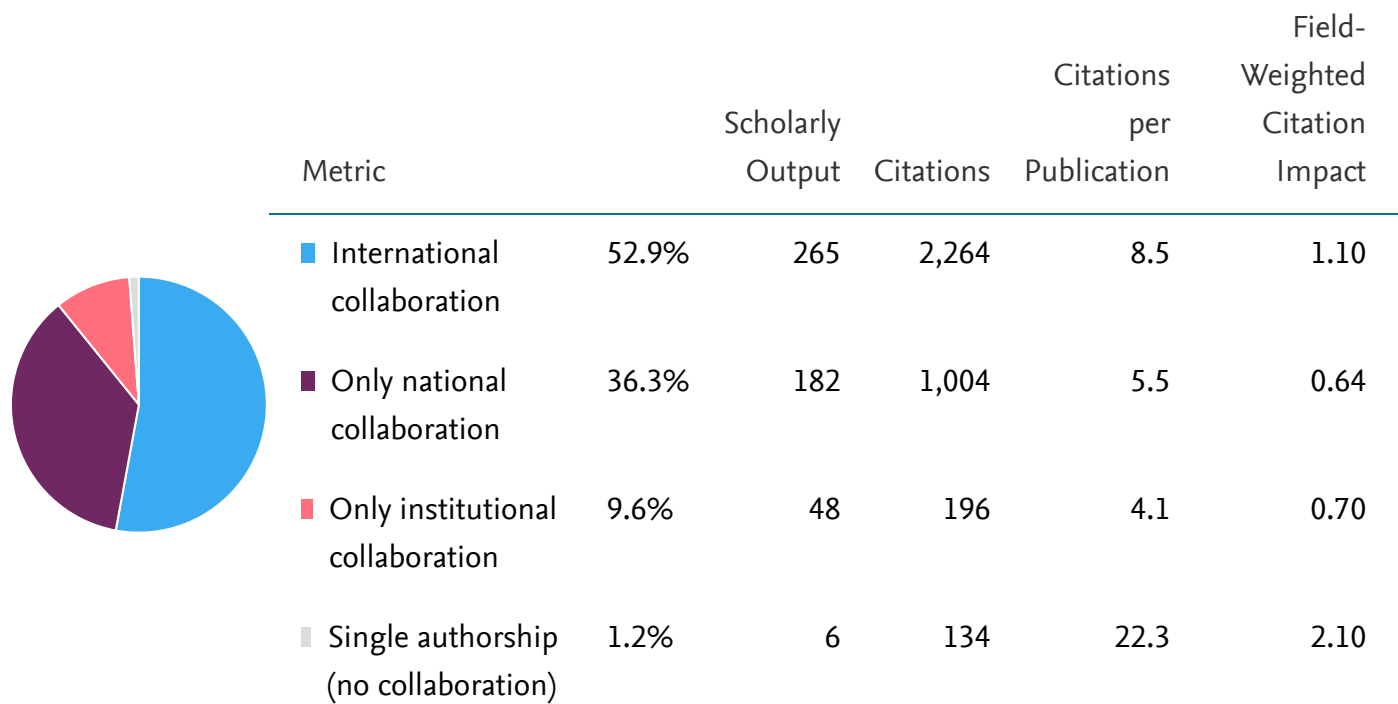 Metric Scholarly Output Citations Citations per Publication Field-Weighted Citation Impact
International 52.9% 265 2,264 8.5 1.10
collaboration
Only national 36.3% 182 1,004 5.5 0.64
collaboration
Only institutional 9.6% 48 196 4.1 0.70
collaboration
Single authorship 1.2% 6 134 22.3 2.10
(no collaboration)